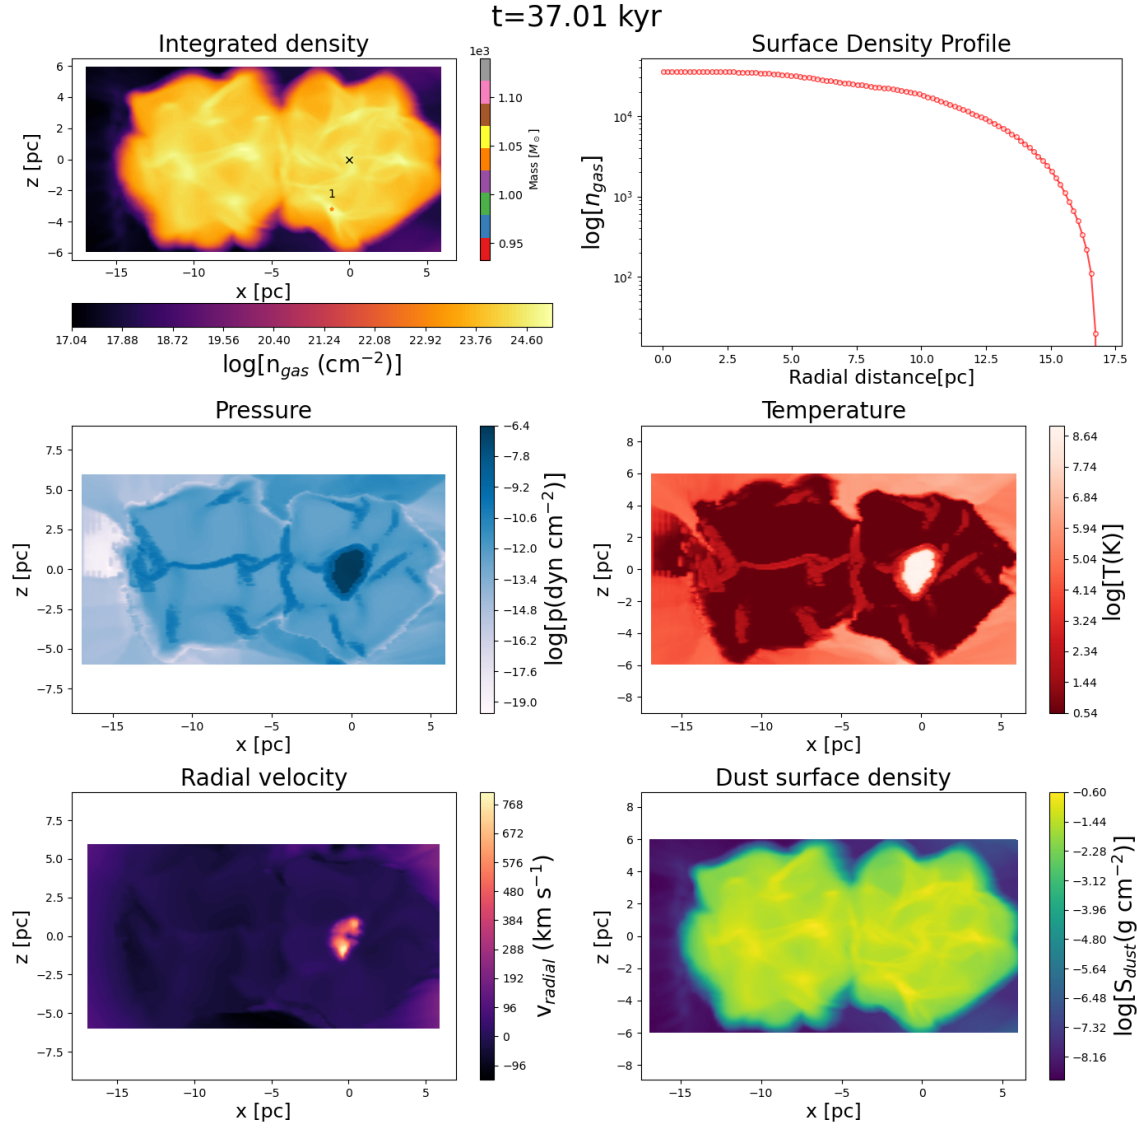 t=37.01 kyr
Integrated density
6
4
2
0
−2
−4
−6
z [pc]
1
−15
−10
−5
0
5
x [pc]
1e3
1.10
1.05
1.00
0.95
Mass [M⊙]
17.04 17.88 18.72 19.56 20.40 21.24 22.08 22.92 23.76 24.60
log[n_gas (cm⁻²)]
Surface Density Profile
10⁴
10³
10²
log[n_gas]
0.0 2.5 5.0 7.5 10.0 12.5 15.0 17.5
Radial distance[pc]
Pressure
7.5
5.0
2.5
0.0
−2.5
−5.0
−7.5
z [pc]
−15 −10 −5 0 5
x [pc]
−6.4
−7.8
−9.2
−10.6
−12.0
−13.4
−14.8
−16.2
−17.6
−19.0
log[p(dyn cm⁻²)]
Temperature
8
6
4
2
0
−2
−4
−6
−8
z [pc]
−15 −10 −5 0 5
x [pc]
8.64
7.74
6.84
5.94
5.04
4.14
3.24
2.34
1.44
0.54
log[T(K)]
Radial velocity
7.5
5.0
2.5
0.0
−2.5
−5.0
−7.5
z [pc]
−15 −10 −5 0 5
x [pc]
768
672
576
480
384
288
192
96
0
−96
v_radial (km s⁻¹)
Dust surface density
8
6
4
2
0
−2
−4
−6
−8
z [pc]
−15 −10 −5 0 5
x [pc]
−0.60
−1.44
−2.28
−3.12
−3.96
−4.80
−5.64
−6.48
−7.32
−8.16
log[S_dust(g cm⁻²)]